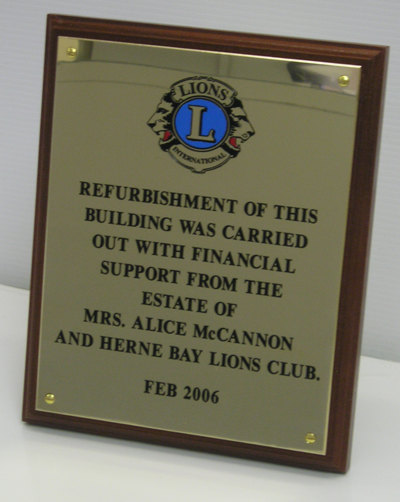 LIONS
L
INTERNATIONAL
REFURBISHMENT OF THIS
BUILDING WAS CARRIED
OUT WITH FINANCIAL
SUPPORT FROM THE
ESTATE OF
MRS. ALICE McCANNON
AND HERNE BAY LIONS CLUB.
FEB 2006